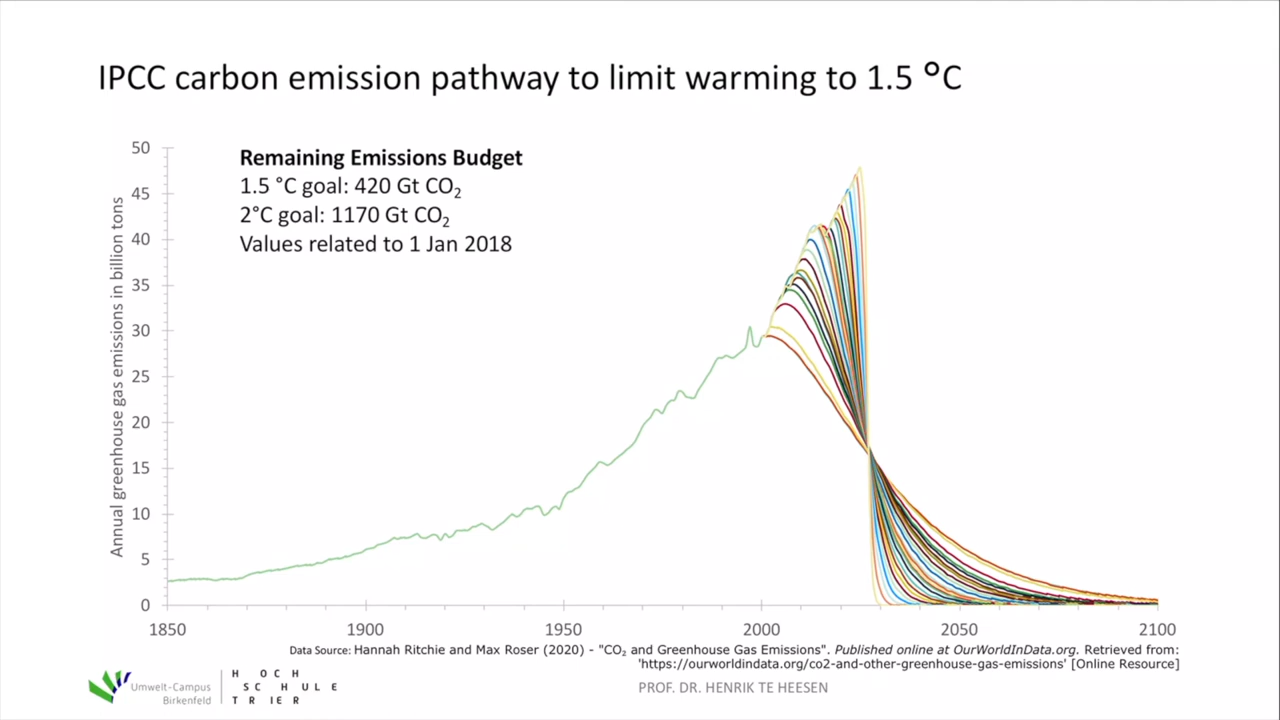 IPCC carbon emission pathway to limit warming to 1.5 °C
Remaining Emissions Budget
1.5 °C goal: 420 Gt CO₂
2°C goal: 1170 Gt CO₂
Values related to 1 Jan 2018
Annual greenhouse gas emissions in billion tons
50
45
40
35
30
25
20
15
10
5
0
1850 1900 1950 2000 2050 2100
Data Source: Hannah Ritchie and Max Roser (2020) - "CO₂ and Greenhouse Gas Emissions". Published online at OurWorldInData.org. Retrieved from:
'https://ourworldindata.org/co2-and-other-greenhouse-gas-emissions' [Online Resource]
Umwelt-Campus
Birkenfeld
H O C H
S C H U L E
T R I E R
PROF. DR. HENRIK TE HEESEN